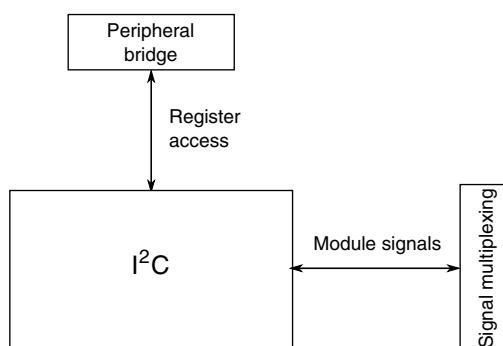 Peripheral
bridge
Register
access
I²C
Module signals
Signal multiplexing